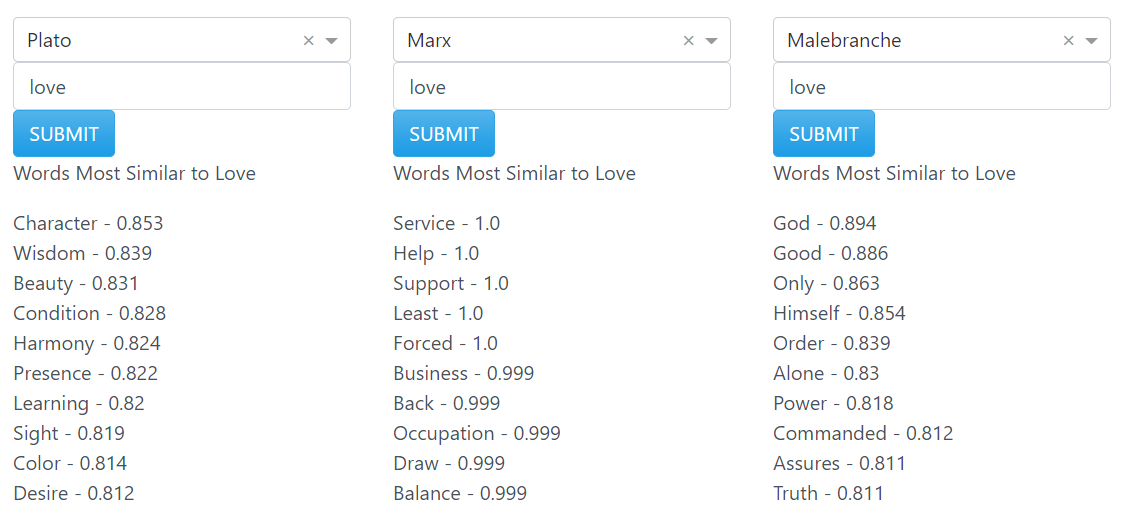 Plato
love
SUBMIT
Words Most Similar to Love
Character - 0.853
Wisdom - 0.839
Beauty - 0.831
Condition - 0.828
Harmony - 0.824
Presence - 0.822
Learning - 0.82
Sight - 0.819
Color - 0.814
Desire - 0.812
Marx
love
SUBMIT
Words Most Similar to Love
Service - 1.0
Help - 1.0
Support - 1.0
Least - 1.0
Forced - 1.0
Business - 0.999
Back - 0.999
Occupation - 0.999
Draw - 0.999
Balance - 0.999
Malebranche
love
SUBMIT
Words Most Similar to Love
God - 0.894
Good - 0.886
Only - 0.863
Himself - 0.854
Order - 0.839
Alone - 0.83
Power - 0.818
Commanded - 0.812
Assures - 0.811
Truth - 0.811